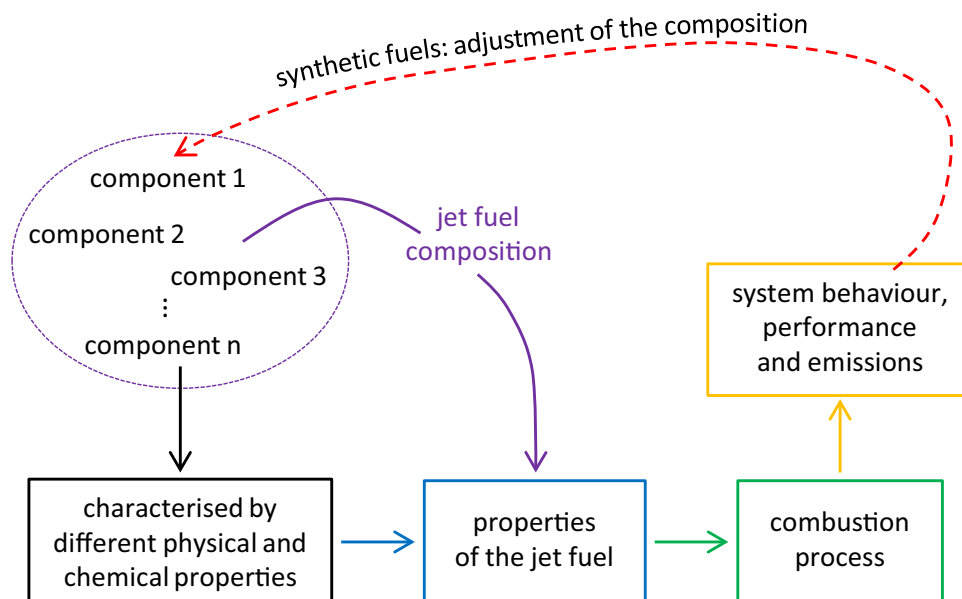 synthetic fuels: adjustment of the composition
component 1
component 2
component 3
⋮
component n
jet fuel
composition
system behaviour,
performance
and emissions
characterised by
different physical and
chemical properties
properties
of the jet fuel
combustion
process